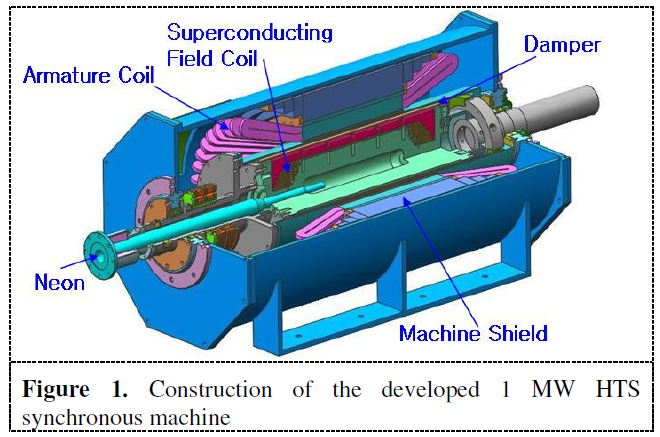 Superconducting
Field Coil
Damper
Armature Coil
Neon
Machine Shield
Figure 1. Construction of the developed 1 MW HTS
synchronous machine